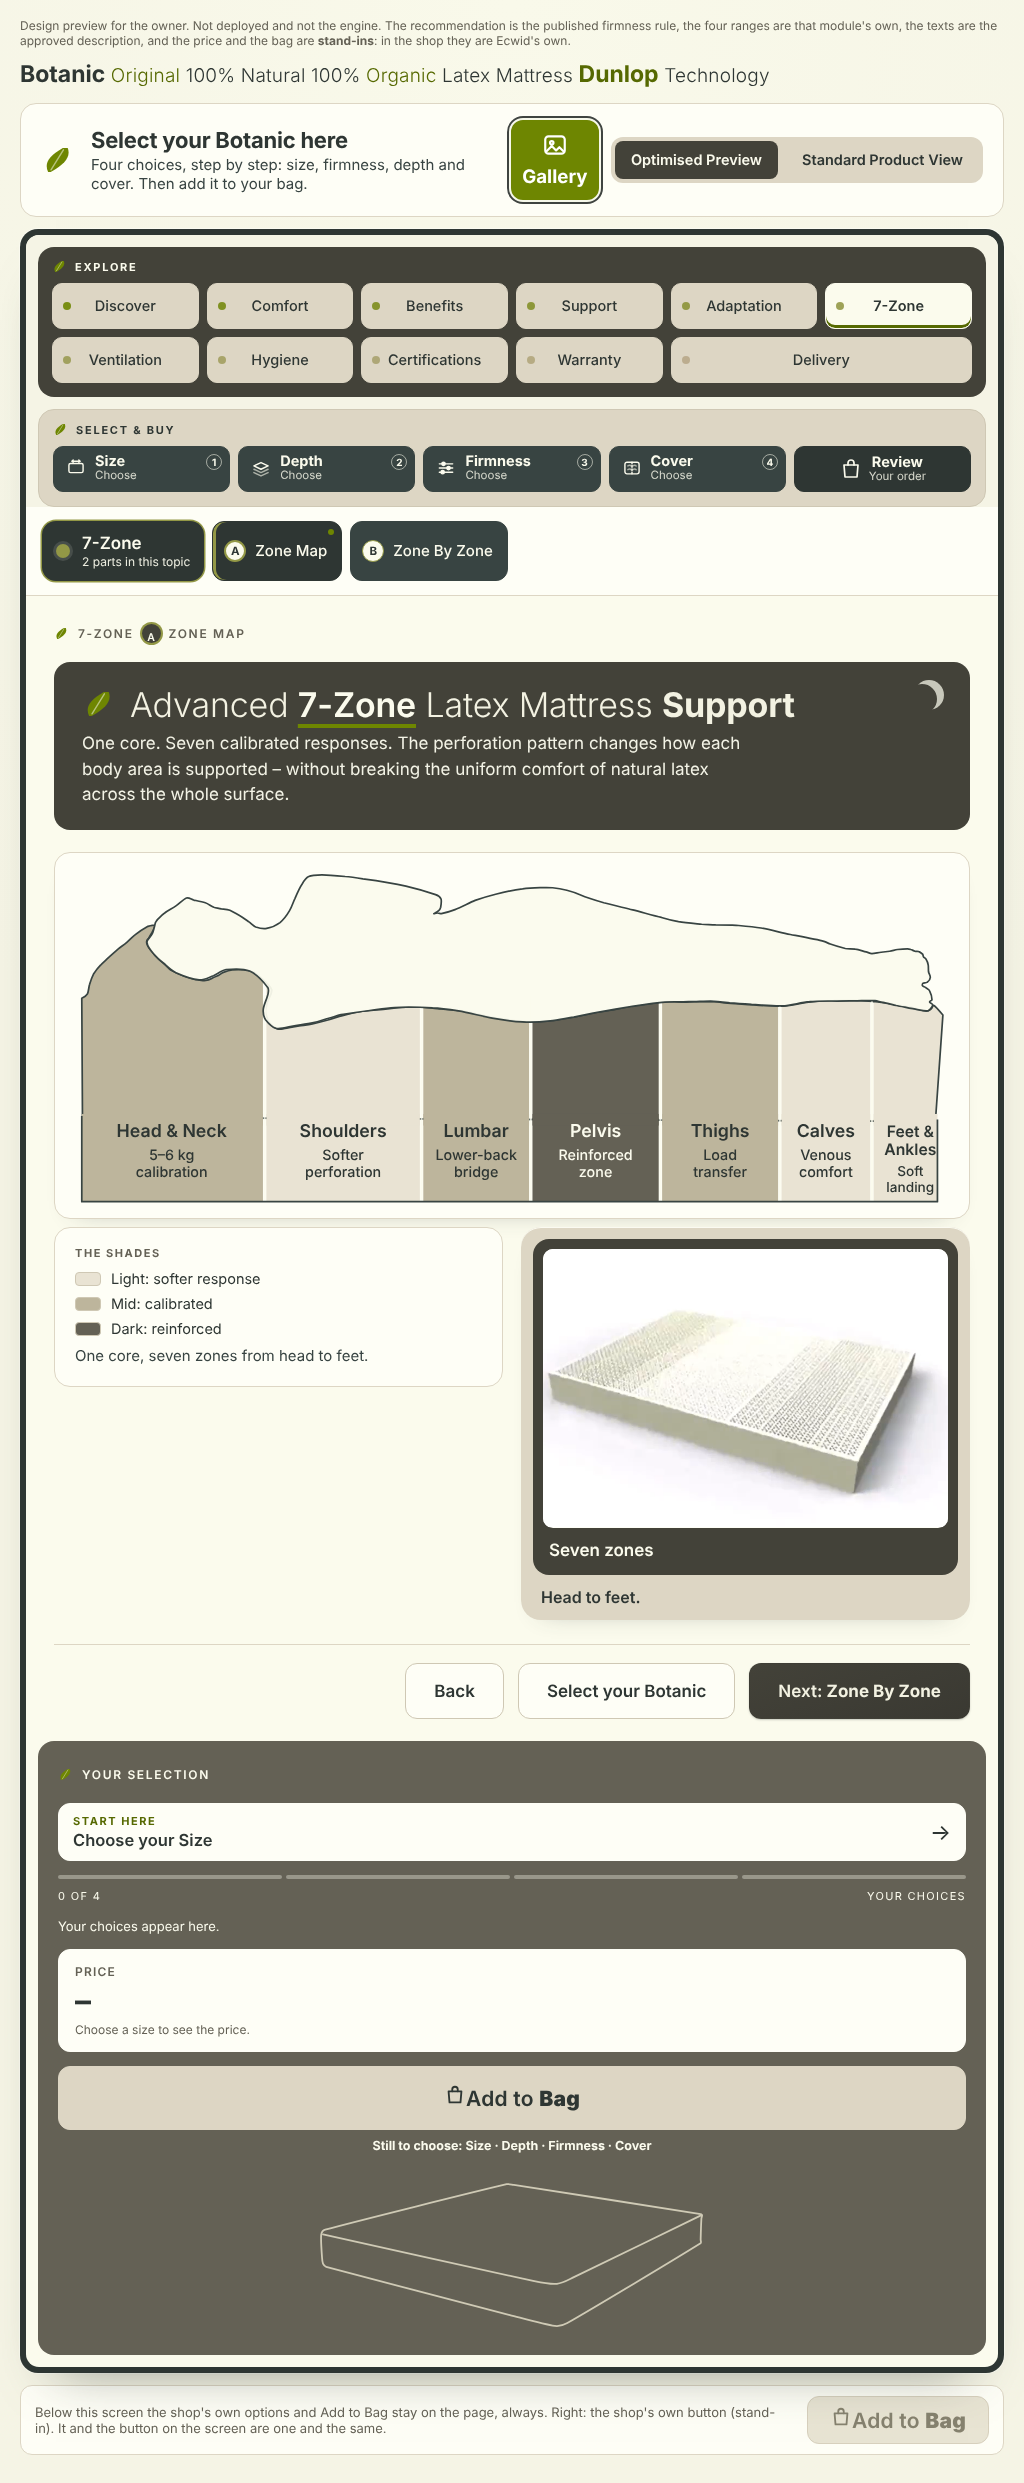 Design preview for the owner. Not deployed and not the engine. The recommendation is the published firmness rule, the four ranges are that module's own, the texts are the
approved description, and the price and the bag are stand-ins: in the shop they are Ecwid's own.
Botanic Original 100% Natural 100% Organic Latex Mattress Dunlop Technology
Select your Botanic here
Four choices, step by step: size, firmness, depth and
cover. Then add it to your bag.
Gallery
Optimised Preview
Standard Product View
EXPLORE
Discover
Comfort
Benefits
Support
Adaptation
7-Zone
Ventilation
Hygiene
Certifications
Warranty
Delivery
SELECT & BUY
Size
Choose
1
Depth
Choose
2
Firmness
Choose
3
Cover
Choose
4
Review
Your order
7-Zone
2 parts in this topic
A Zone Map
B Zone By Zone
7-ZONE A ZONE MAP
Advanced 7-Zone Latex Mattress Support
One core. Seven calibrated responses. The perforation pattern changes how each
body area is supported – without breaking the uniform comfort of natural latex
across the whole surface.
Head & Neck
5–6 kg
calibration
Shoulders
Softer
perforation
Lumbar
Lower-back
bridge
Pelvis
Reinforced
zone
Thighs
Load
transfer
Calves
Venous
comfort
Feet &
Ankles
Soft
landing
THE SHADES
Light: softer response
Mid: calibrated
Dark: reinforced
One core, seven zones from head to feet.
Seven zones
Head to feet.
Back
Select your Botanic
Next: Zone By Zone
YOUR SELECTION
START HERE
Choose your Size
0 OF 4
YOUR CHOICES
Your choices appear here.
PRICE
–
Choose a size to see the price.
Add to Bag
Still to choose: Size · Depth · Firmness · Cover
Below this screen the shop's own options and Add to Bag stay on the page, always. Right: the shop's own button (stand-
in). It and the button on the screen are one and the same.
Add to Bag